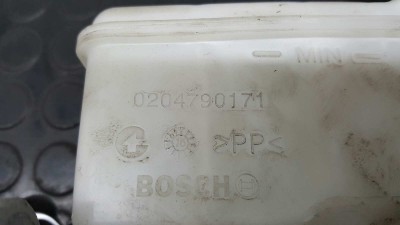 — MIN —
0204790171
>PP<
BOSCH